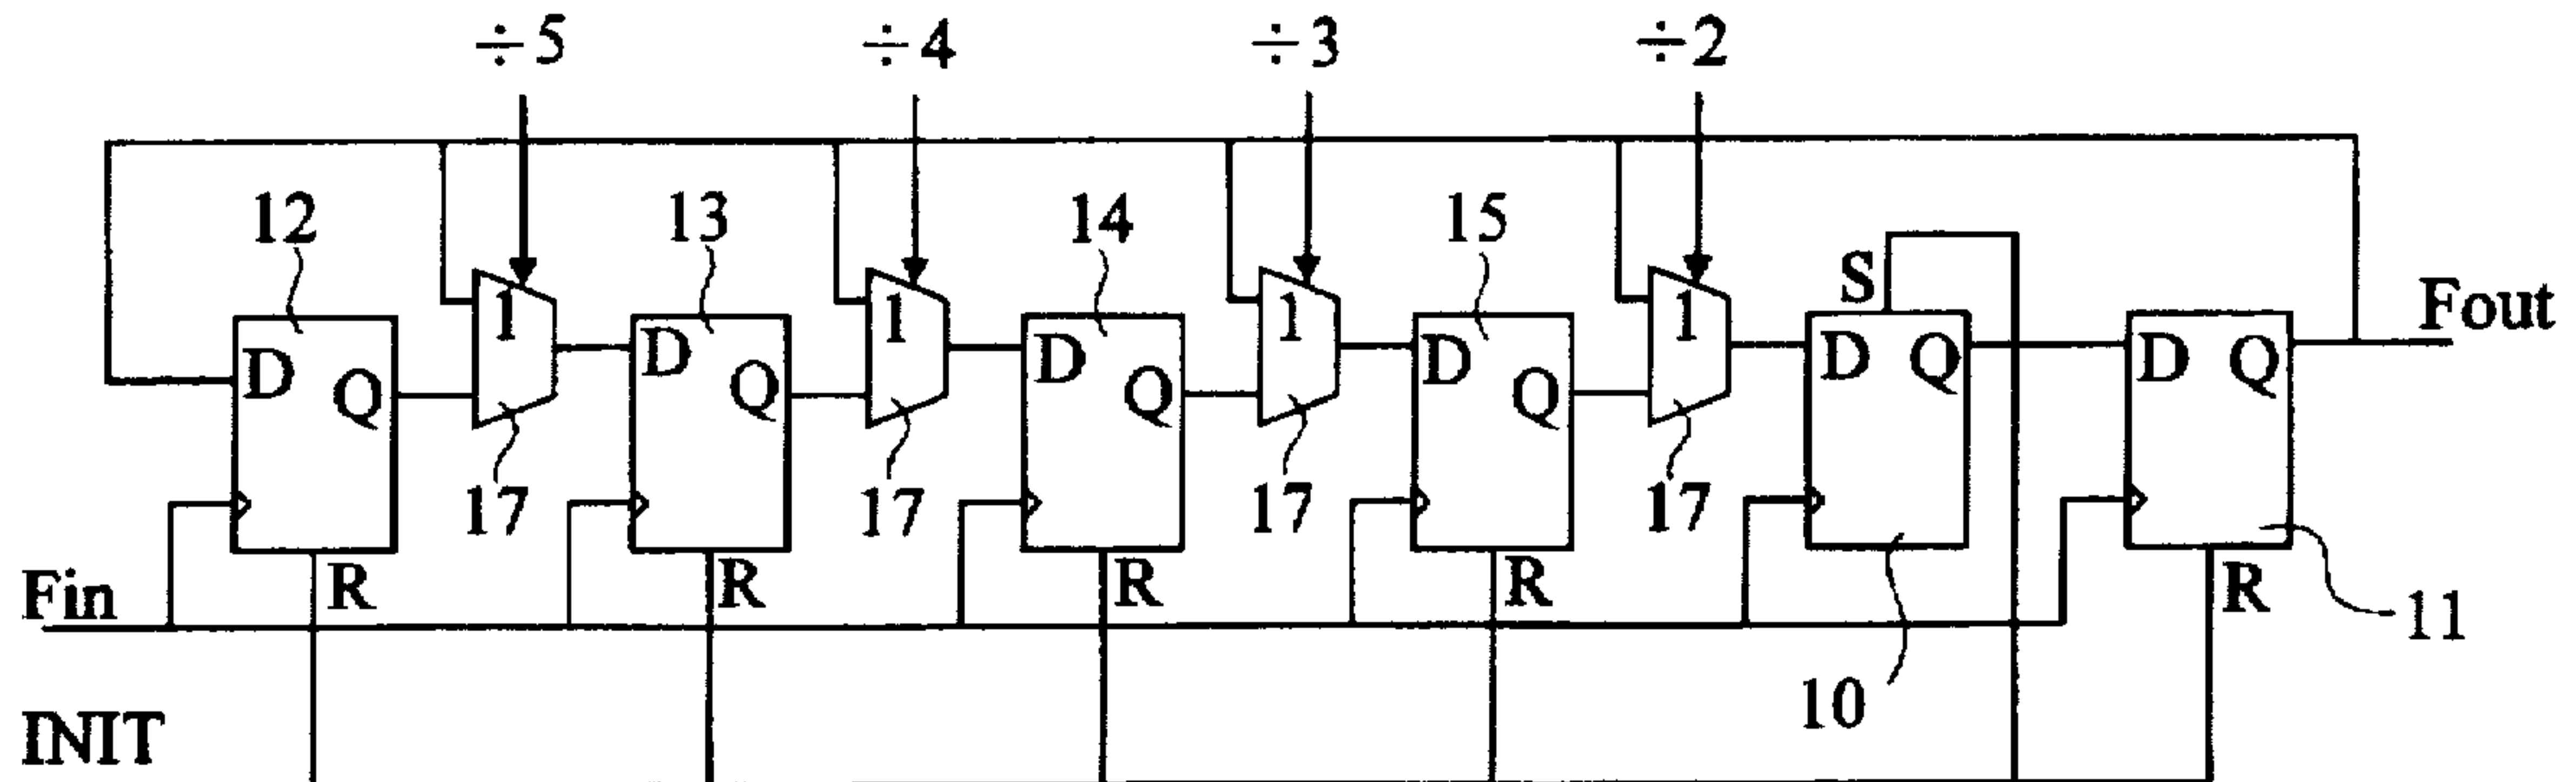 ÷5 ÷4 ÷3 ÷2
12 13 14 15
S
1 1 1 1
Fout
D Q D Q D Q D Q D Q D Q
17 17 17 17
Fin R R R R R 11
10
INIT